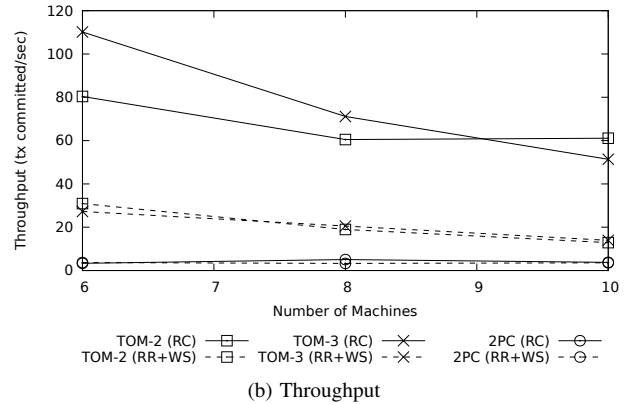 120
100
80
60
40
20
0
Throughput (tx committed/sec)
6 7 8 9 10
Number of Machines
TOM-2 (RC) TOM-3 (RC) 2PC (RC)
TOM-2 (RR+WS) TOM-3 (RR+WS) 2PC (RR+WS)
(b) Throughput